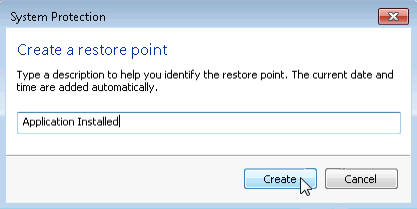 System Protection
Create a restore point
Type a description to help you identify the restore point. The current date and
time are added automatically.
Application Installed
Create
Cancel